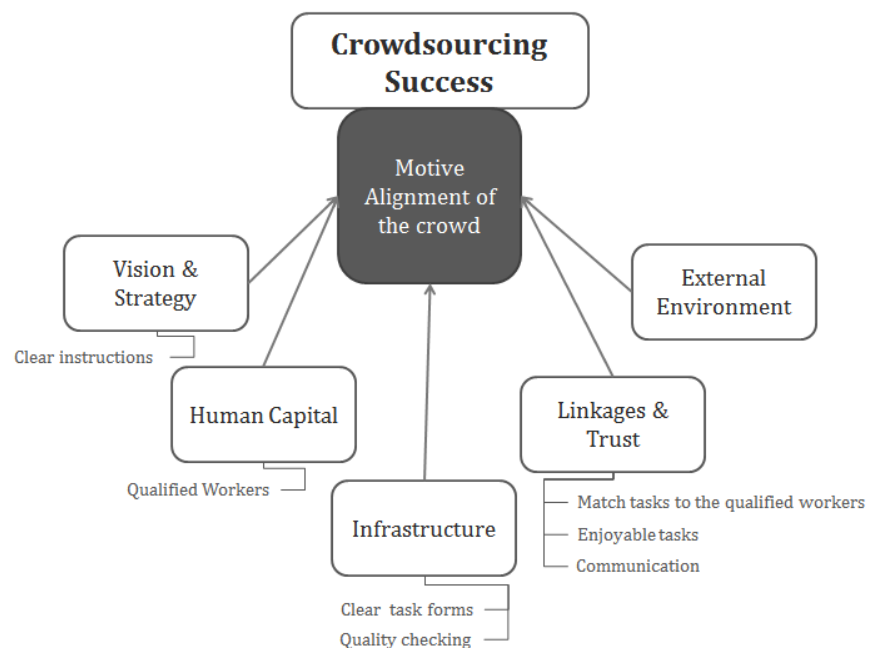 Crowdsourcing
Success
Motive
Alignment of
the crowd
Vision &
Strategy
Clear instructions
Human Capital
Qualified Workers
Infrastructure
Clear task forms
Quality checking
Linkages &
Trust
Match tasks to the qualified workers
Enjoyable tasks
Communication
External
Environment